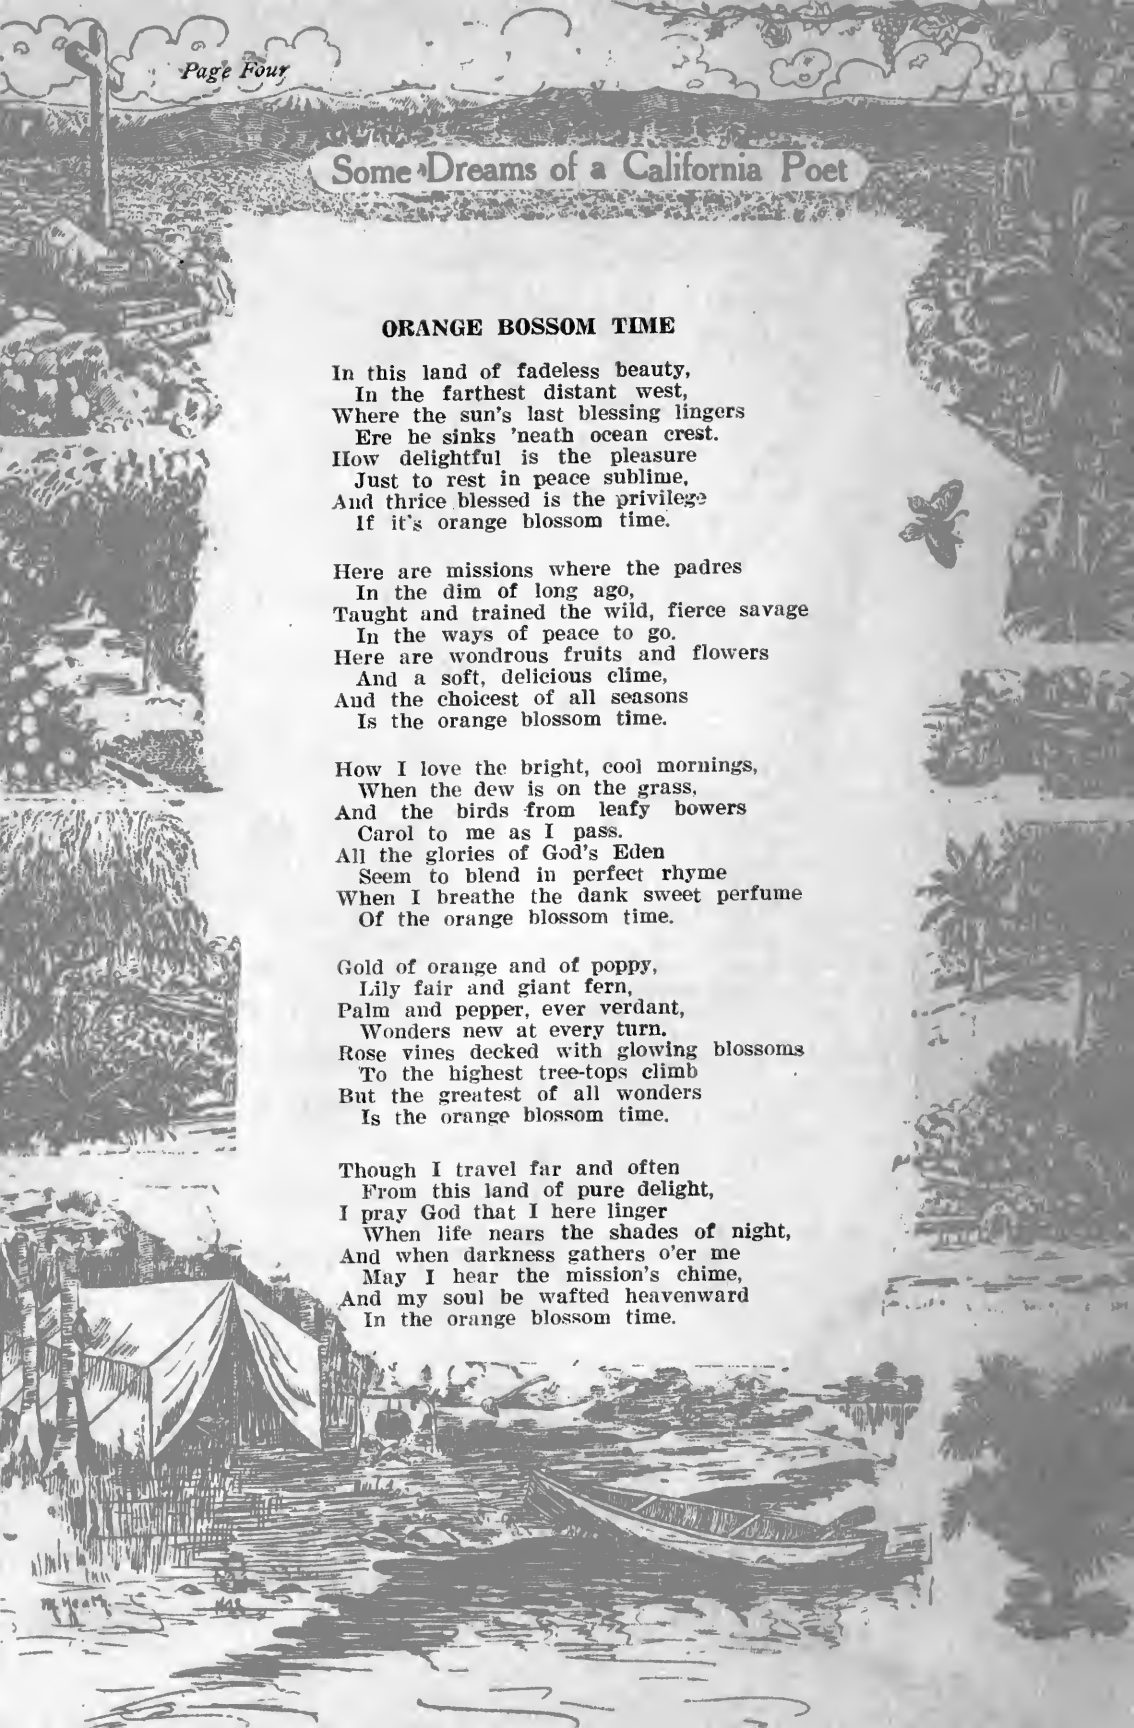 Page Four
Some Dreams of a California Poet
ORANGE BOSSOM TIME
In this land of fadeless beauty,
In the farthest distant west,
Where the sun's last blessing lingers
Ere he sinks 'neath ocean crest.
How delightful is the pleasure
Just to rest in peace sublime,
And thrice blessed is the privilege
If it's orange blossom time.
Here are missions where the padres
In the dim of long ago,
Taught and trained the wild, fierce savage
In the ways of peace to go.
Here are wondrous fruits and flowers
And a soft, delicious clime,
And the choicest of all seasons
Is the orange blossom time.
How I love the bright, cool mornings,
When the dew is on the grass,
And the birds from leafy bowers
Carol to me as I pass.
All the glories of God's Eden
Seem to blend in perfect rhyme
When I breathe the dank sweet perfume
Of the orange blossom time.
Gold of orange and of poppy,
Lily fair and giant fern,
Palm and pepper, ever verdant,
Wonders new at every turn.
Rose vines decked with glowing blossoms
To the highest tree-tops climb
But the greatest of all wonders
Is the orange blossom time.
Though I travel far and often
From this land of pure delight,
I pray God that I here linger
When life nears the shades of night,
And when darkness gathers o'er me
May I hear the mission's chime,
And my soul be wafted heavenward
In the orange blossom time.